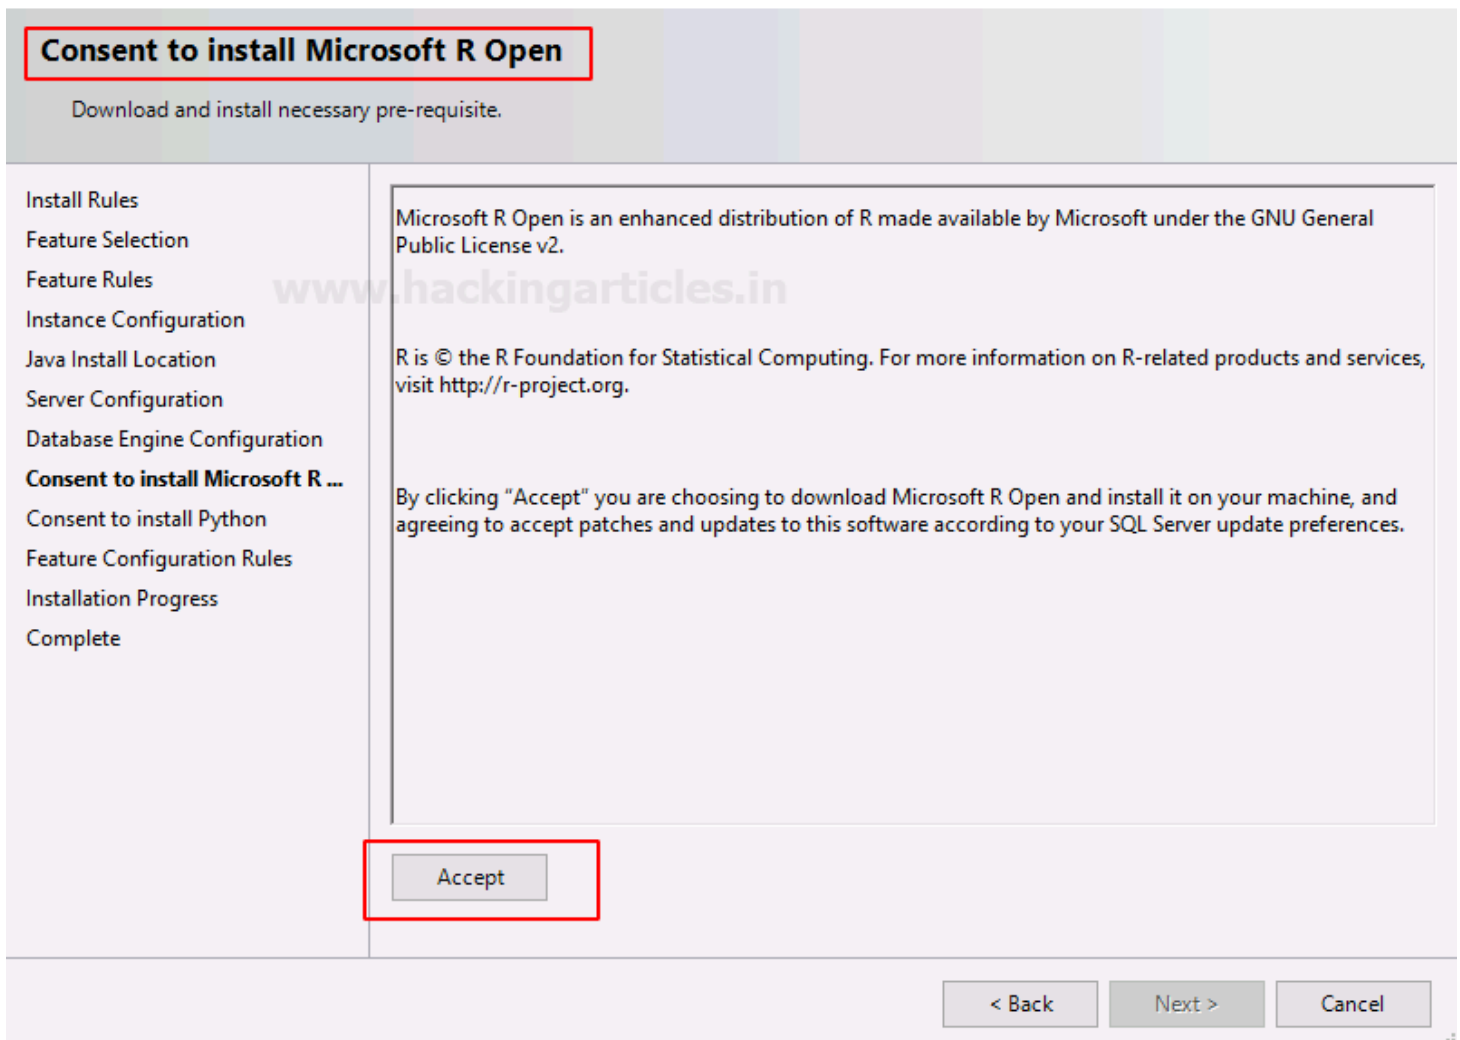 Consent to install Microsoft R Open
Download and install necessary pre-requisite.
Install Rules
Feature Selection
Feature Rules
Instance Configuration
Java Install Location
Server Configuration
Database Engine Configuration
Consent to install Microsoft R ...
Consent to install Python
Feature Configuration Rules
Installation Progress
Complete
Microsoft R Open is an enhanced distribution of R made available by Microsoft under the GNU General
Public License v2.
www.hackingarticles.in
R is © the R Foundation for Statistical Computing. For more information on R-related products and services,
visit http://r-project.org.
By clicking “Accept” you are choosing to download Microsoft R Open and install it on your machine, and
agreeing to accept patches and updates to this software according to your SQL Server update preferences.
Accept
< Back
Next >
Cancel